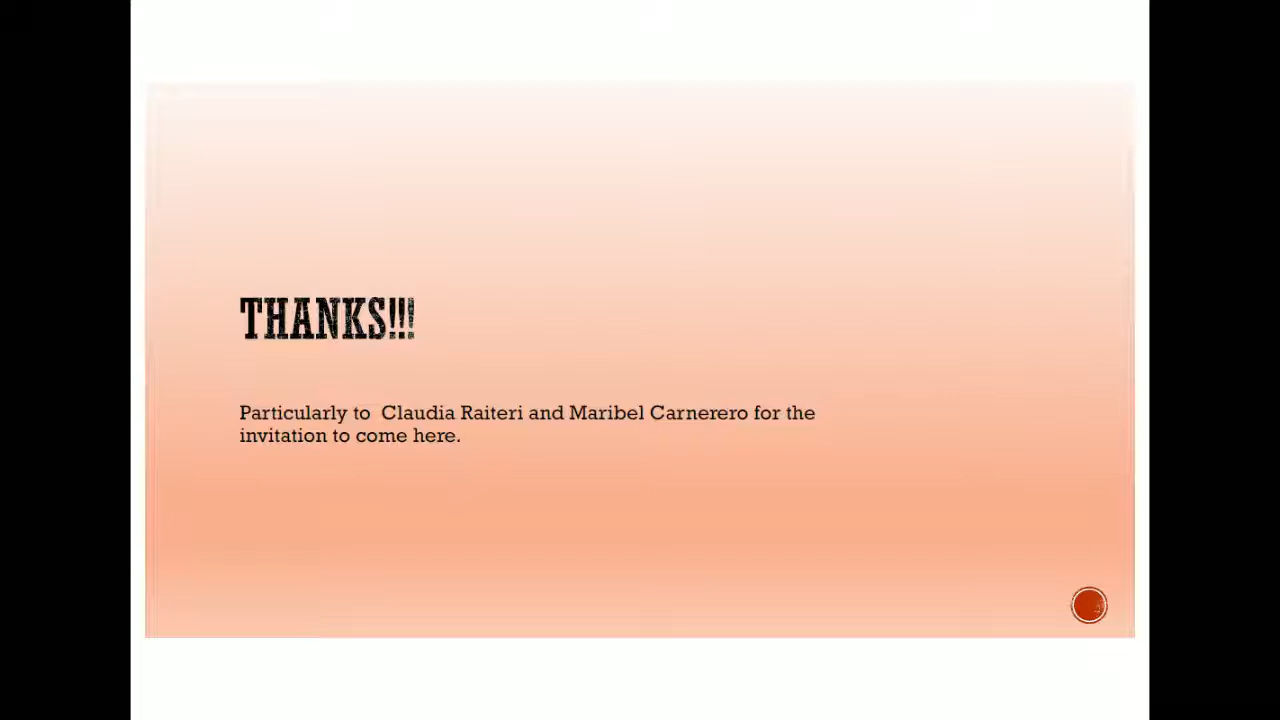 THANKS!!!
Particularly to  Claudia Raiteri and Maribel Carnerero for the
invitation to come here.